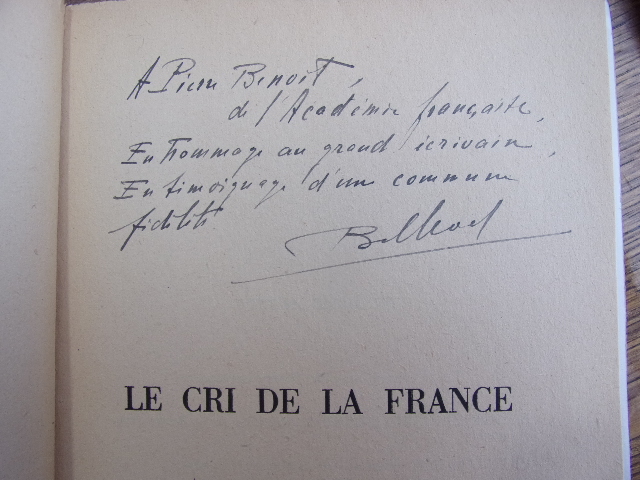 A Pierre Benoit,
de l'Académie française,
En hommage au grand écrivain,
En témoignage d'une commune
fidélité
LE CRI DE LA FRANCE